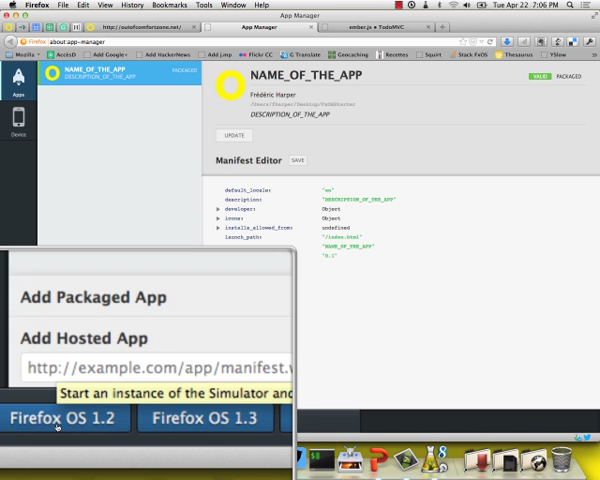 Firefox File Edit View History Bookmarks Tools Window Help
Tue Apr 22 7:06 PM
App Manager
http://outofcomfortzone.net/
App Manager
ember.js • TodoMVC
Firefox about:app-manager
Mozilla AccèsD Add Google+ Add HackerNews Add j.mp Flickr CC G Translate Geocaching Recettes Squirt Stack FxOS Thesaurus YSlow
Apps
Device
NAME_OF_THE_APP
DESCRIPTION_OF_THE_APP
PACKAGED
NAME_OF_THE_APP
VALID PACKAGED
Frédéric Harper
DESCRIPTION_OF_THE_APP
UPDATE
Manifest Editor SAVE
default_locale: "en"
description: "DESCRIPTION_OF_THE_APP"
developer: Object
icons: Object
installs_allowed_from: undefined
launch_path: "/index.html"
"NAME_OF_THE_APP"
"0.1"
Add Packaged App
Add Hosted App
http://example.com/app/manifest.w
Start an instance of the Simulator and
Firefox OS 1.2
Firefox OS 1.3